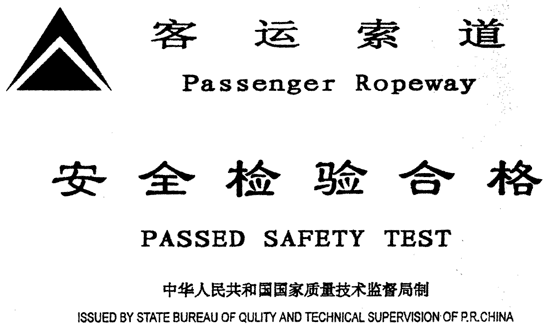 客运索道
Passenger Ropeway
安全检验合格
PASSED SAFETY TEST
中华人民共和国国家质量技术监督局制
ISSUED BY STATE BUREAU OF QULITY AND TECHNICAL SUPERVISION OF P.R.CHINA